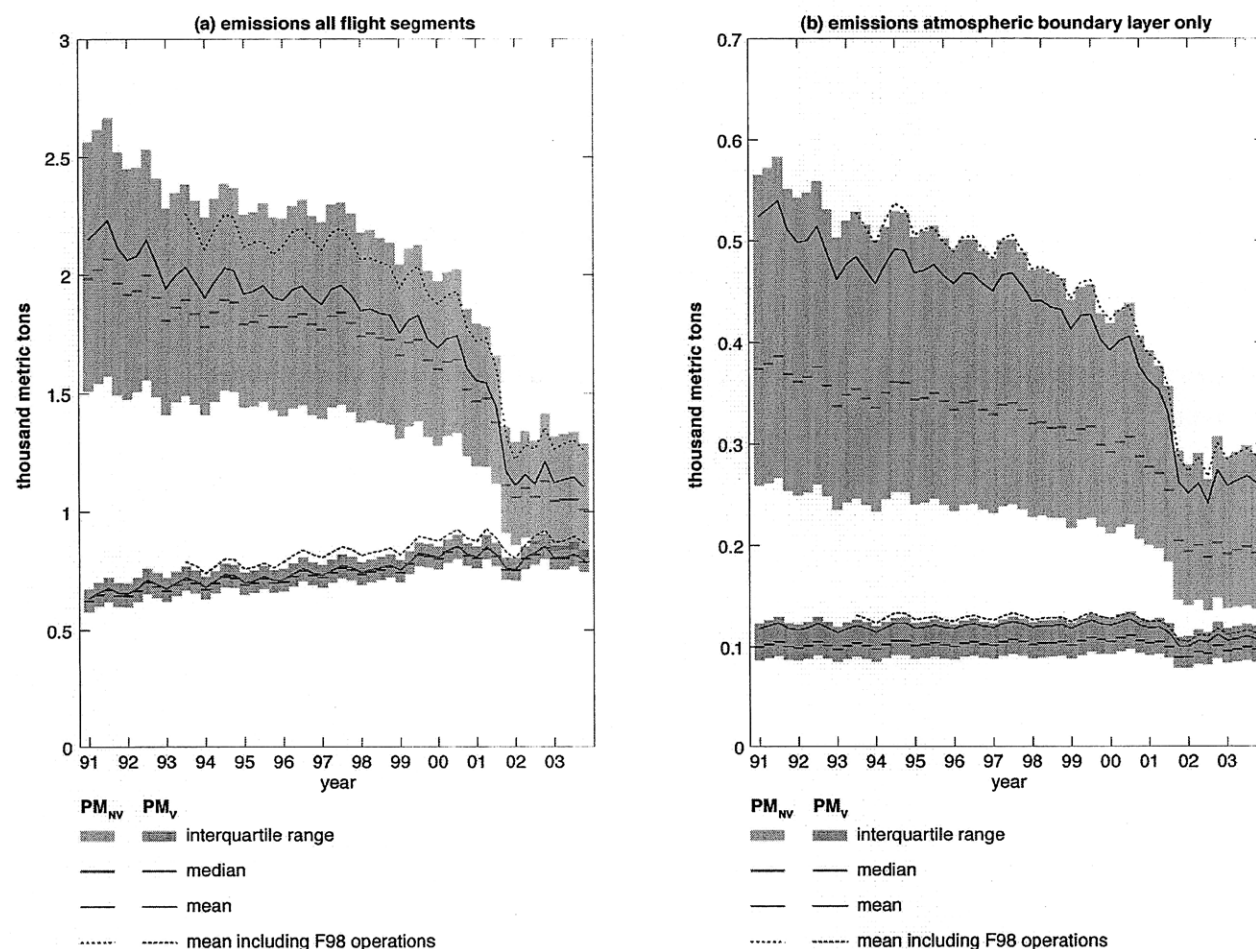 (a) emissions all flight segments
3
2.5
2
1.5
1
0.5
0
thousand metric tons
91 92 93 94 95 96 97 98 99 00 01 02 03
year
PM_NV PM_V
interquartile range
median
mean
mean including F98 operations
(b) emissions atmospheric boundary layer only
0.7
0.6
0.5
0.4
0.3
0.2
0.1
0
thousand metric tons
91 92 93 94 95 96 97 98 99 00 01 02 03
year
PM_NV PM_V
interquartile range
median
mean
mean including F98 operations